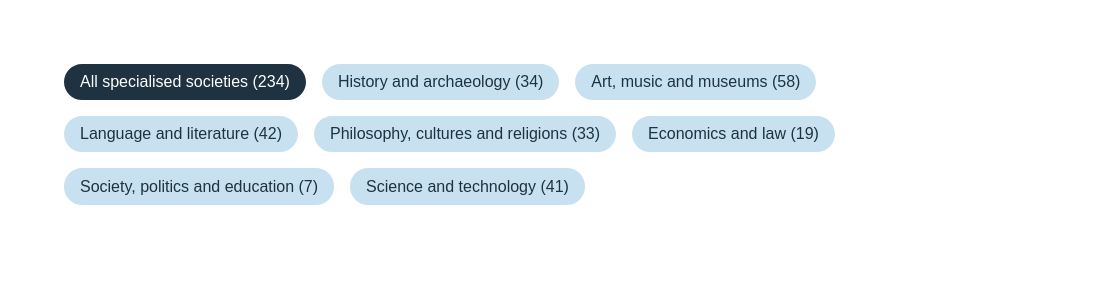 All specialised societies (234) History and archaeology (34) Art, music and museums (58)
Language and literature (42) Philosophy, cultures and religions (33) Economics and law (19)
Society, politics and education (7) Science and technology (41)